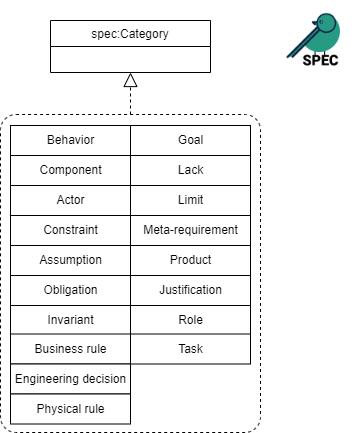 spec:Category
SPEC
Behavior Goal
Component Lack
Actor Limit
Constraint Meta-requirement
Assumption Product
Obligation Justification
Invariant Role
Business rule Task
Engineering decision
Physical rule